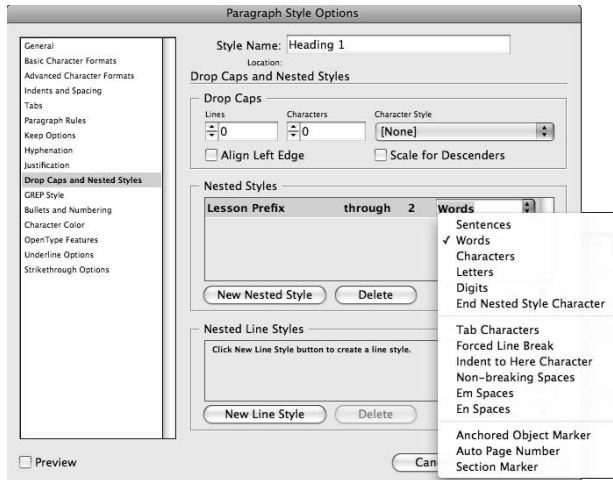 Paragraph Style Options
General
Basic Character Formats
Advanced Character Formats
Indents and Spacing
Tabs
Paragraph Rules
Keep Options
Hyphenation
Justification
Drop Caps and Nested Styles
GREP Style
Bullets and Numbering
Character Color
OpenType Features
Underline Options
Strikethrough Options
Style Name: Heading 1
Location:
Drop Caps and Nested Styles
Drop Caps
Lines Characters Character Style
0 0 [None]
Align Left Edge Scale for Descenders
Nested Styles
Lesson Prefix through 2 Words
Sentences
✓ Words
Characters
Letters
Digits
End Nested Style Character
Tab Characters
Forced Line Break
Indent to Here Character
Non-breaking Spaces
Em Spaces
En Spaces
Anchored Object Marker
Auto Page Number
Section Marker
New Nested Style Delete
Nested Line Styles
Click New Line Style button to create a line style.
New Line Style Delete
Preview
Can